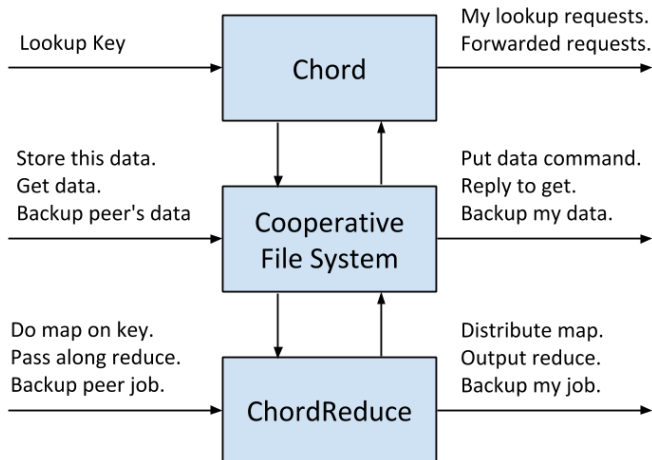 Lookup Key
Chord
My lookup requests.
Forwarded requests.
Store this data.
Get data.
Backup peer's data
Cooperative
File System
Put data command.
Reply to get.
Backup my data.
Do map on key.
Pass along reduce.
Backup peer job.
ChordReduce
Distribute map.
Output reduce.
Backup my job.